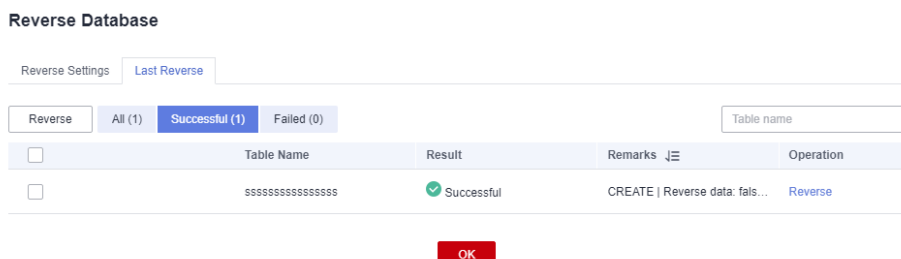 Reverse Database
Reverse Settings Last Reverse
Reverse All (1) Successful (1) Failed (0) Table name
Table Name Result Remarks Operation
ssssssssssssssss Successful CREATE | Reverse data: fals... Reverse
OK